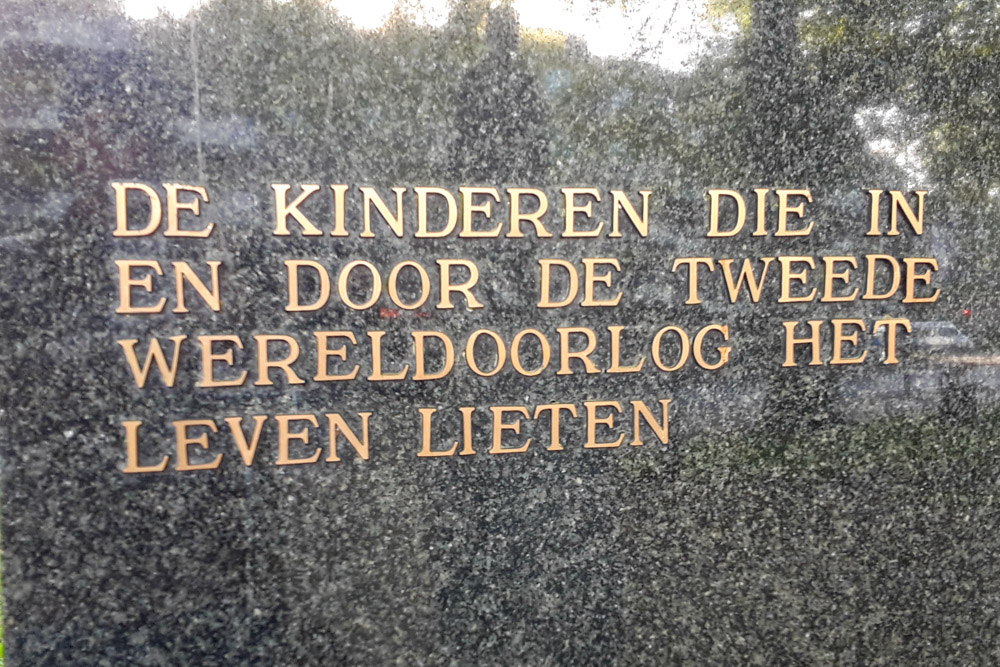 DE KINDEREN DIE IN
EN DOOR DE TWEEDE
WERELDOORLOG HET
LEVEN LIETEN